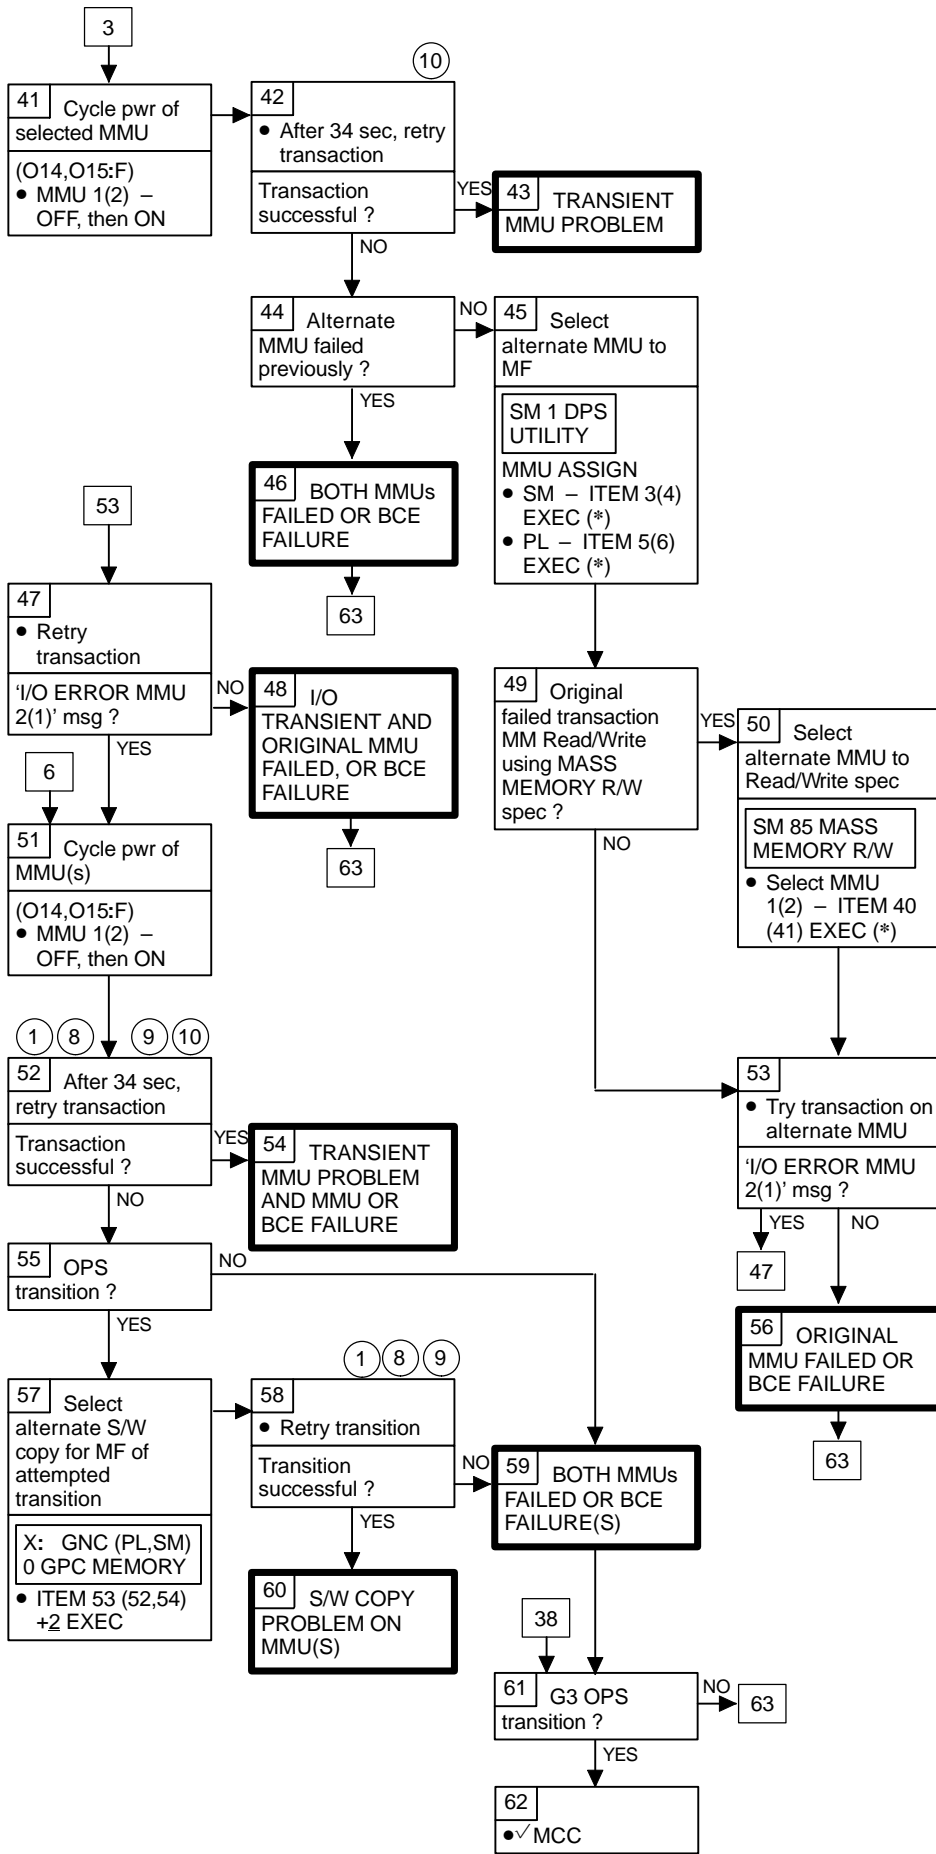 3
10
41 Cycle pwr of
selected MMU
(O14,O15:F)
• MMU 1(2) –
OFF, then ON
42
• After 34 sec, retry
transaction
Transaction
successful ?
YES
NO
43 TRANSIENT
MMU PROBLEM
44 Alternate
MMU failed
previously ?
NO
YES
45 Select
alternate MMU to
MF
SM 1 DPS
UTILITY
MMU ASSIGN
• SM – ITEM 3(4)
EXEC (*)
• PL – ITEM 5(6)
EXEC (*)
46 BOTH MMUs
FAILED OR BCE
FAILURE
63
53
47
• Retry
transaction
‘I/O ERROR MMU
2(1)’ msg ?
NO
YES
48 I/O
TRANSIENT AND
ORIGINAL MMU
FAILED, OR BCE
FAILURE
63
49 Original
failed transaction
MM Read/Write
using MASS
MEMORY R/W
spec ?
YES
NO
50 Select
alternate MMU to
Read/Write spec
SM 85 MASS
MEMORY R/W
• Select MMU
1(2) – ITEM 40
(41) EXEC (*)
6
51 Cycle pwr of
MMU(s)
(O14,O15:F)
• MMU 1(2) –
OFF, then ON
1 8 9 10
52 After 34 sec,
retry transaction
Transaction
successful ?
YES
NO
53
• Try transaction on
alternate MMU
‘I/O ERROR MMU
2(1)’ msg ?
YES
NO
47
54 TRANSIENT
MMU PROBLEM
AND MMU OR
BCE FAILURE
55 OPS
transition ?
NO
YES
56 ORIGINAL
MMU FAILED OR
BCE FAILURE
63
57 Select
alternate S/W
copy for MF of
attempted
transition
X: GNC (PL,SM)
0 GPC MEMORY
• ITEM 53 (52,54)
+2 EXEC
1 8 9
58
• Retry transition
Transition
successful ?
NO
YES
59 BOTH MMUs
FAILED OR BCE
FAILURE(S)
60 S/W COPY
PROBLEM ON
MMU(S)
38
61 G3 OPS
transition ?
NO
63
YES
62
•√ MCC